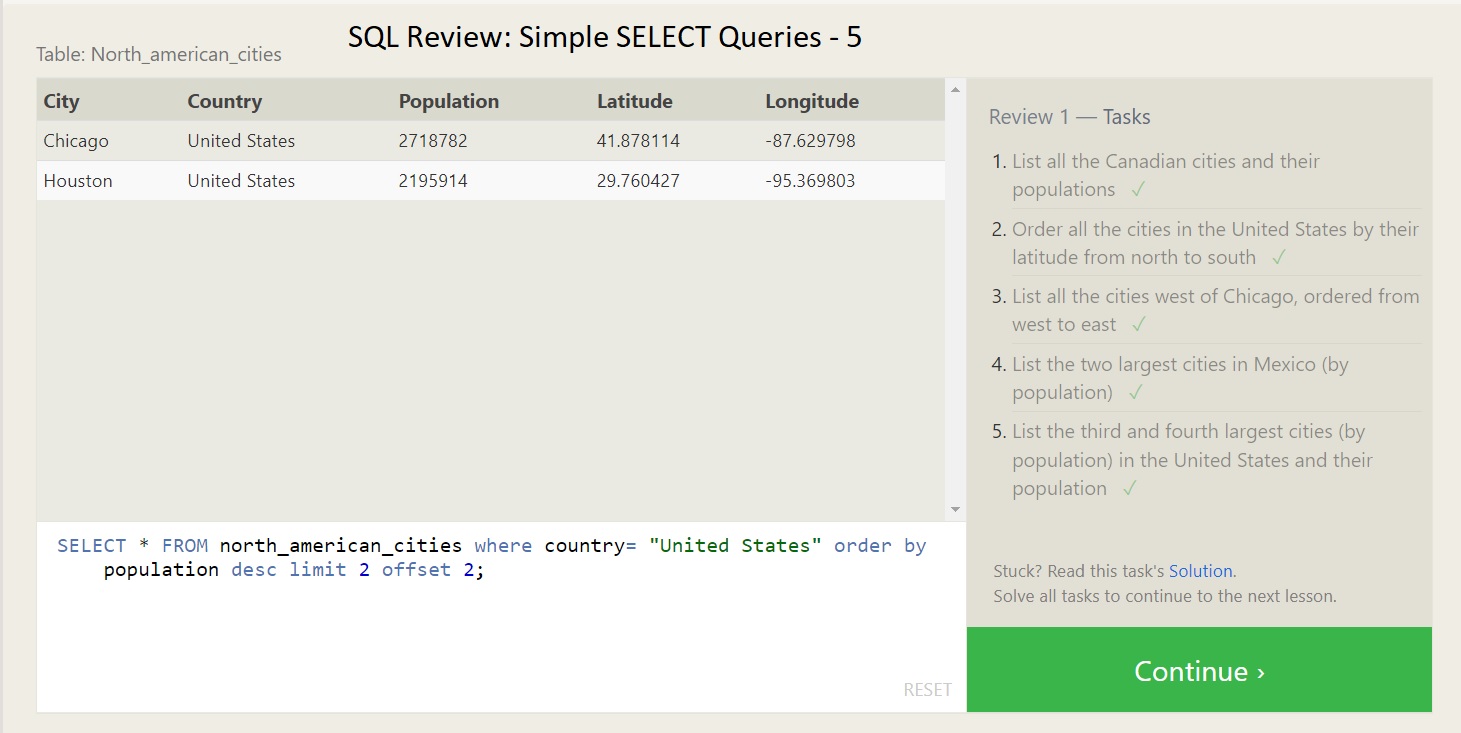 SQL Review: Simple SELECT Queries - 5
Table: North_american_cities
City Country Population Latitude Longitude
Chicago United States 2718782 41.878114 -87.629798
Houston United States 2195914 29.760427 -95.369803
SELECT * FROM north_american_cities where country= "United States" order by
population desc limit 2 offset 2;
RESET
Review 1 — Tasks
1. List all the Canadian cities and their
populations ✓
2. Order all the cities in the United States by their
latitude from north to south ✓
3. List all the cities west of Chicago, ordered from
west to east ✓
4. List the two largest cities in Mexico (by
population) ✓
5. List the third and fourth largest cities (by
population) in the United States and their
population ✓
Stuck? Read this task's Solution.
Solve all tasks to continue to the next lesson.
Continue ›